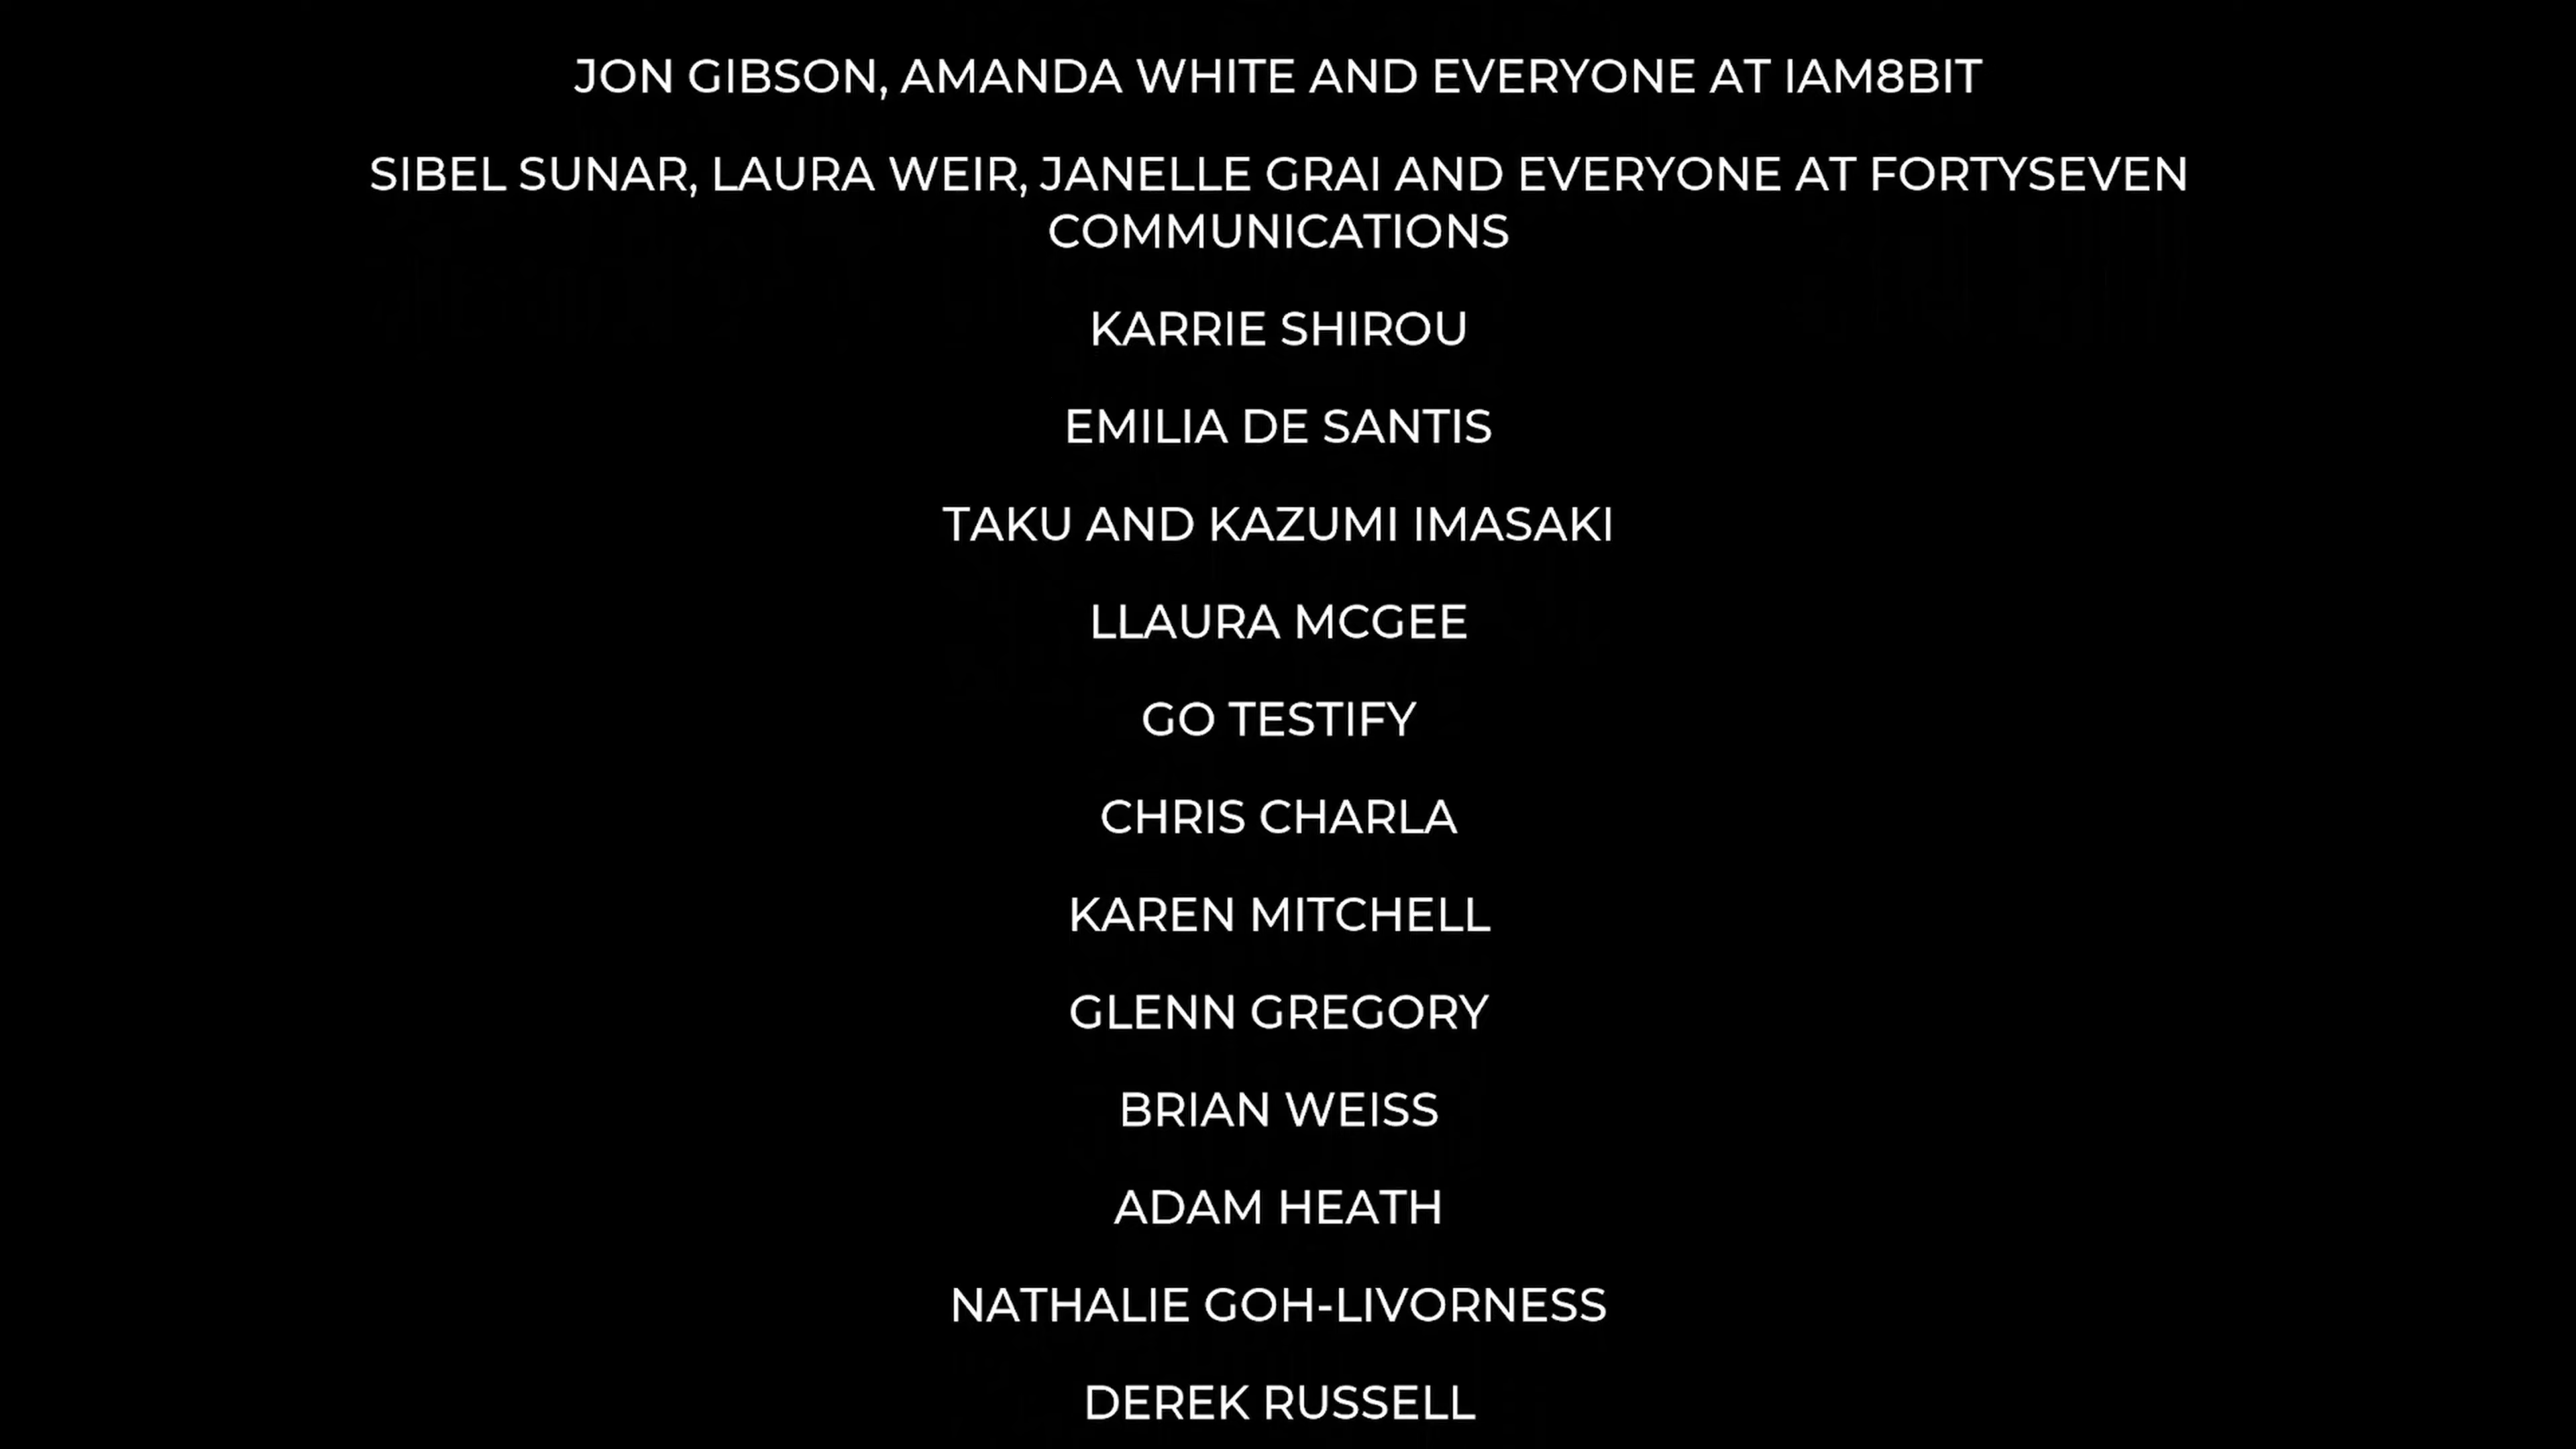 JON GIBSON, AMANDA WHITE AND EVERYONE AT IAM8BIT
SIBEL SUNAR, LAURA WEIR, JANELLE GRAI AND EVERYONE AT FORTYSEVEN
COMMUNICATIONS
KARRIE SHIROU
EMILIA DE SANTIS
TAKU AND KAZUMI IMASAKI
LLAURA MCGEE
GO TESTIFY
CHRIS CHARLA
KAREN MITCHELL
GLENN GREGORY
BRIAN WEISS
ADAM HEATH
NATHALIE GOH-LIVORNESS
DEREK RUSSELL